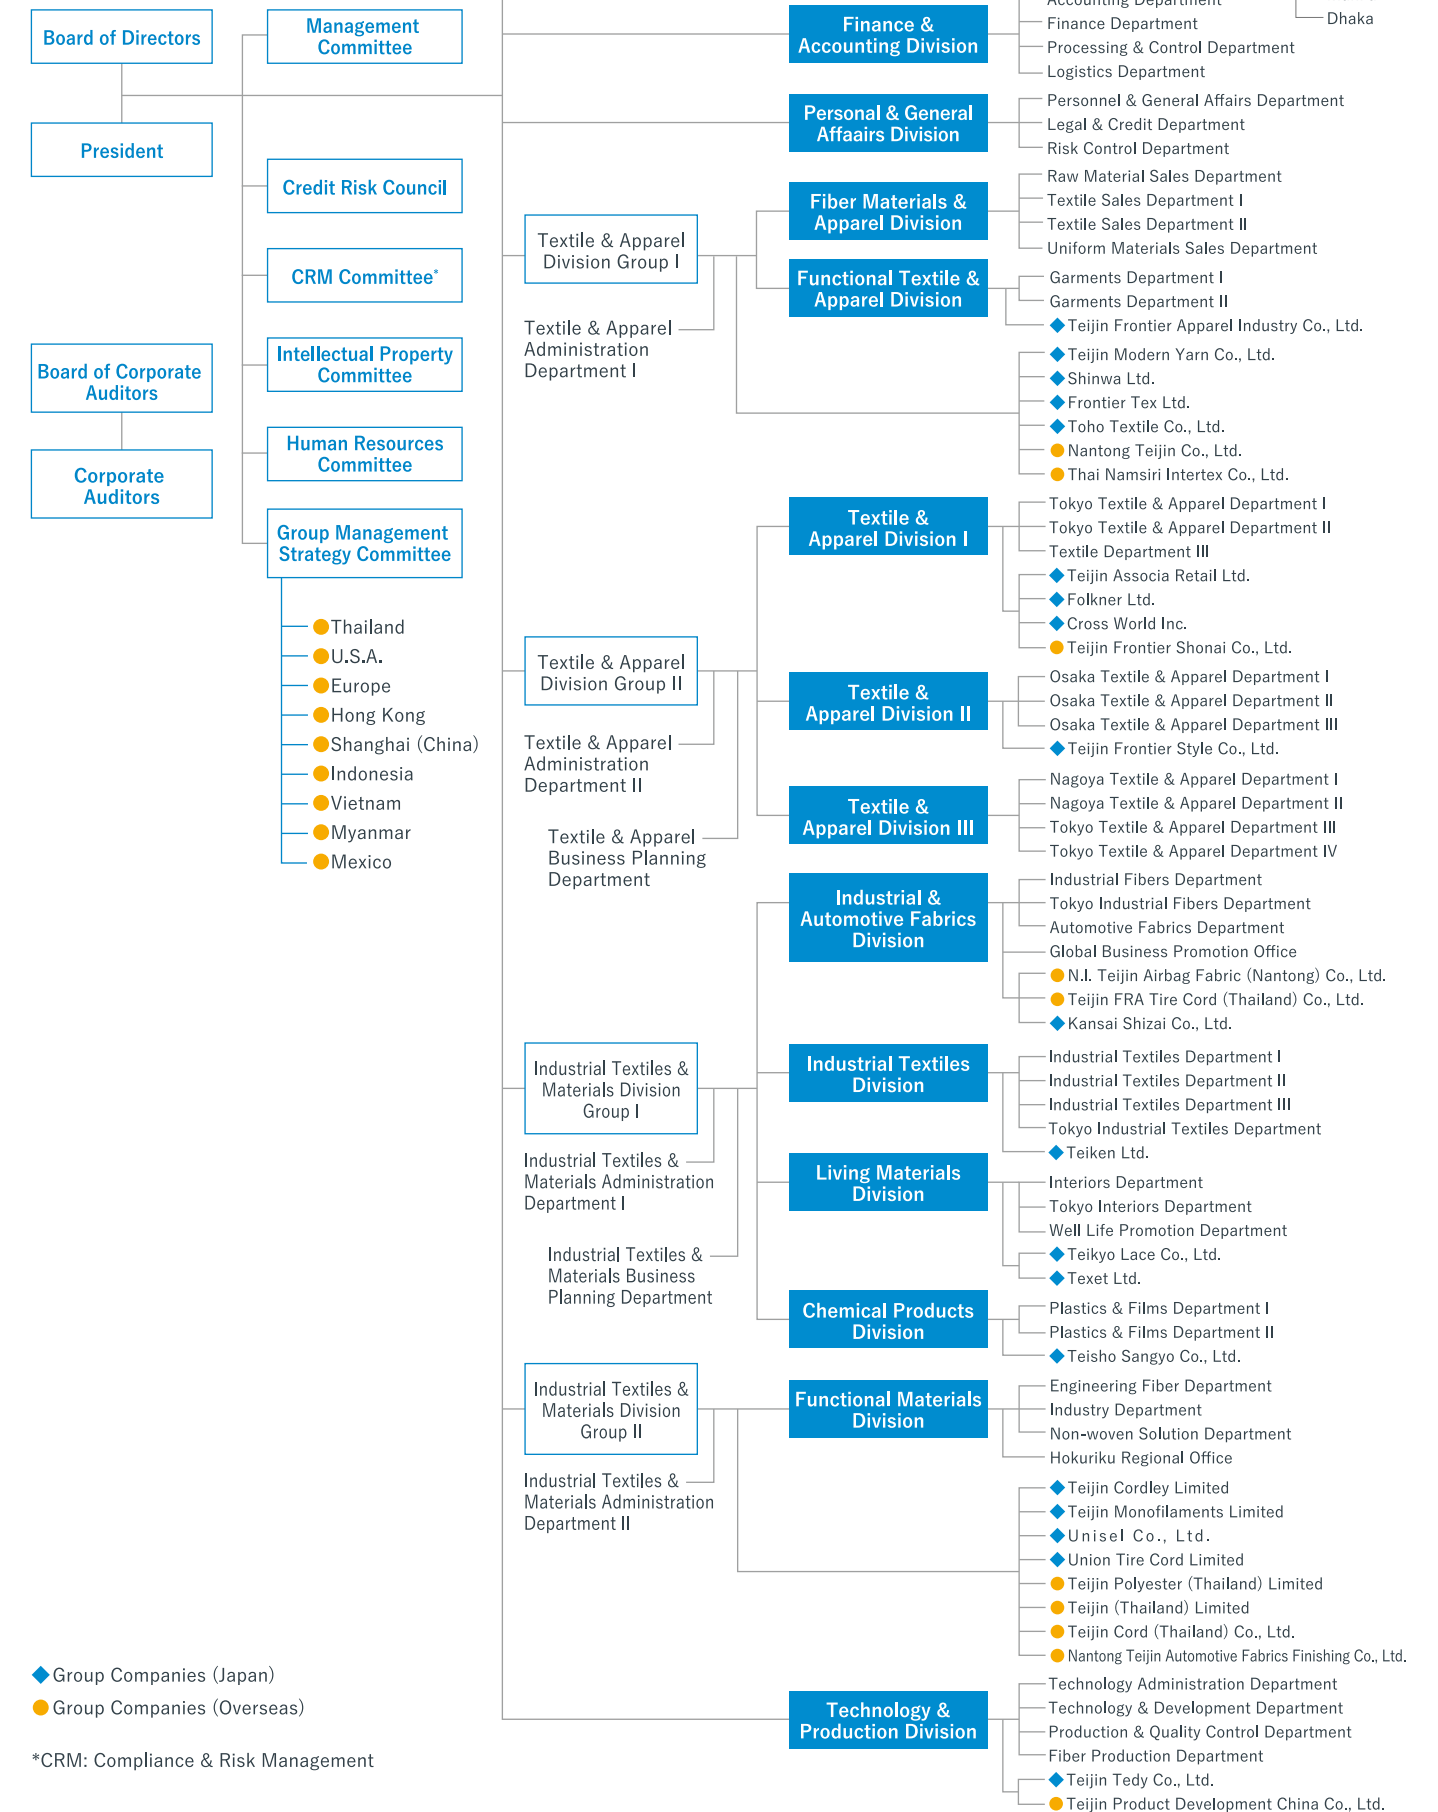 Board of Directors
President
Board of Corporate
Auditors
Corporate
Auditors
Management
Committee
Credit Risk Council
CRM Committee*
Intellectual Property
Committee
Human Resources
Committee
Group Management
Strategy Committee
Thailand
U.S.A.
Europe
Hong Kong
Shanghai (China)
Indonesia
Vietnam
Myanmar
Mexico
Finance &
Accounting Division
Accounting Department
Finance Department
Processing & Control Department
Logistics Department
Dhaka
Personal & General
Affaairs Division
Personnel & General Affairs Department
Legal & Credit Department
Risk Control Department
Textile & Apparel
Division Group I
Textile & Apparel
Administration
Department I
Fiber Materials &
Apparel Division
Raw Material Sales Department
Textile Sales Department I
Textile Sales Department II
Uniform Materials Sales Department
Functional Textile &
Apparel Division
Garments Department I
Garments Department II
Teijin Frontier Apparel Industry Co., Ltd.
Teijin Modern Yarn Co., Ltd.
Shinwa Ltd.
Frontier Tex Ltd.
Toho Textile Co., Ltd.
Nantong Teijin Co., Ltd.
Thai Namsiri Intertex Co., Ltd.
Textile & Apparel
Division Group II
Textile & Apparel
Administration
Department II
Textile & Apparel
Business Planning
Department
Textile &
Apparel Division I
Tokyo Textile & Apparel Department I
Tokyo Textile & Apparel Department II
Textile Department III
Teijin Associa Retail Ltd.
Folkner Ltd.
Cross World Inc.
Teijin Frontier Shonai Co., Ltd.
Textile &
Apparel Division II
Osaka Textile & Apparel Department I
Osaka Textile & Apparel Department II
Osaka Textile & Apparel Department III
Teijin Frontier Style Co., Ltd.
Textile &
Apparel Division III
Nagoya Textile & Apparel Department I
Nagoya Textile & Apparel Department II
Tokyo Textile & Apparel Department III
Tokyo Textile & Apparel Department IV
Industrial Textiles &
Materials Division
Group I
Industrial Textiles &
Materials Administration
Department I
Industrial Textiles &
Materials Business
Planning Department
Industrial &
Automotive Fabrics
Division
Industrial Fibers Department
Tokyo Industrial Fibers Department
Automotive Fabrics Department
Global Business Promotion Office
N.I. Teijin Airbag Fabric (Nantong) Co., Ltd.
Teijin FRA Tire Cord (Thailand) Co., Ltd.
Kansai Shizai Co., Ltd.
Industrial Textiles
Division
Industrial Textiles Department I
Industrial Textiles Department II
Industrial Textiles Department III
Tokyo Industrial Textiles Department
Teiken Ltd.
Living Materials
Division
Interiors Department
Tokyo Interiors Department
Well Life Promotion Department
Teikyo Lace Co., Ltd.
Texet Ltd.
Chemical Products
Division
Plastics & Films Department I
Plastics & Films Department II
Teisho Sangyo Co., Ltd.
Industrial Textiles &
Materials Division
Group II
Industrial Textiles &
Materials Administration
Department II
Functional Materials
Division
Engineering Fiber Department
Industry Department
Non-woven Solution Department
Hokuriku Regional Office
Teijin Cordley Limited
Teijin Monofilaments Limited
Unisel Co., Ltd.
Union Tire Cord Limited
Teijin Polyester (Thailand) Limited
Teijin (Thailand) Limited
Teijin Cord (Thailand) Co., Ltd.
Nantong Teijin Automotive Fabrics Finishing Co., Ltd.
Technology &
Production Division
Technology Administration Department
Technology & Development Department
Production & Quality Control Department
Fiber Production Department
Teijin Tedy Co., Ltd.
Teijin Product Development China Co., Ltd.
Group Companies (Japan)
Group Companies (Overseas)
*CRM: Compliance & Risk Management